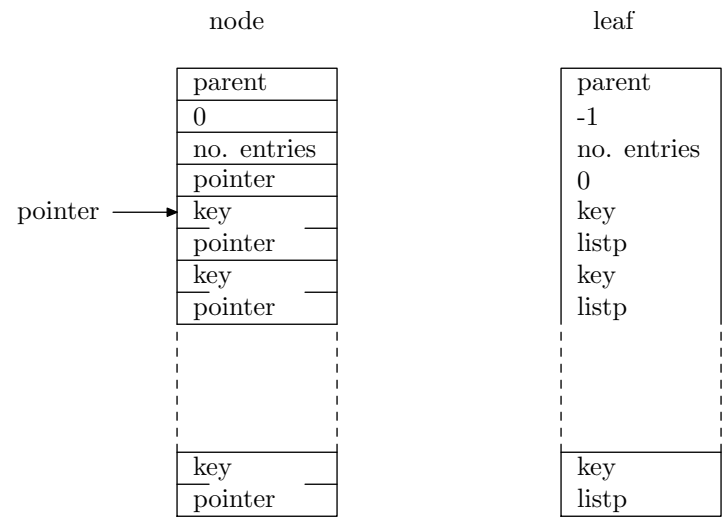 node
parent
0
no. entries
pointer
pointer
key
pointer
key
pointer
key
pointer
leaf
parent
-1
no. entries
0
key
listp
key
listp
key
listp